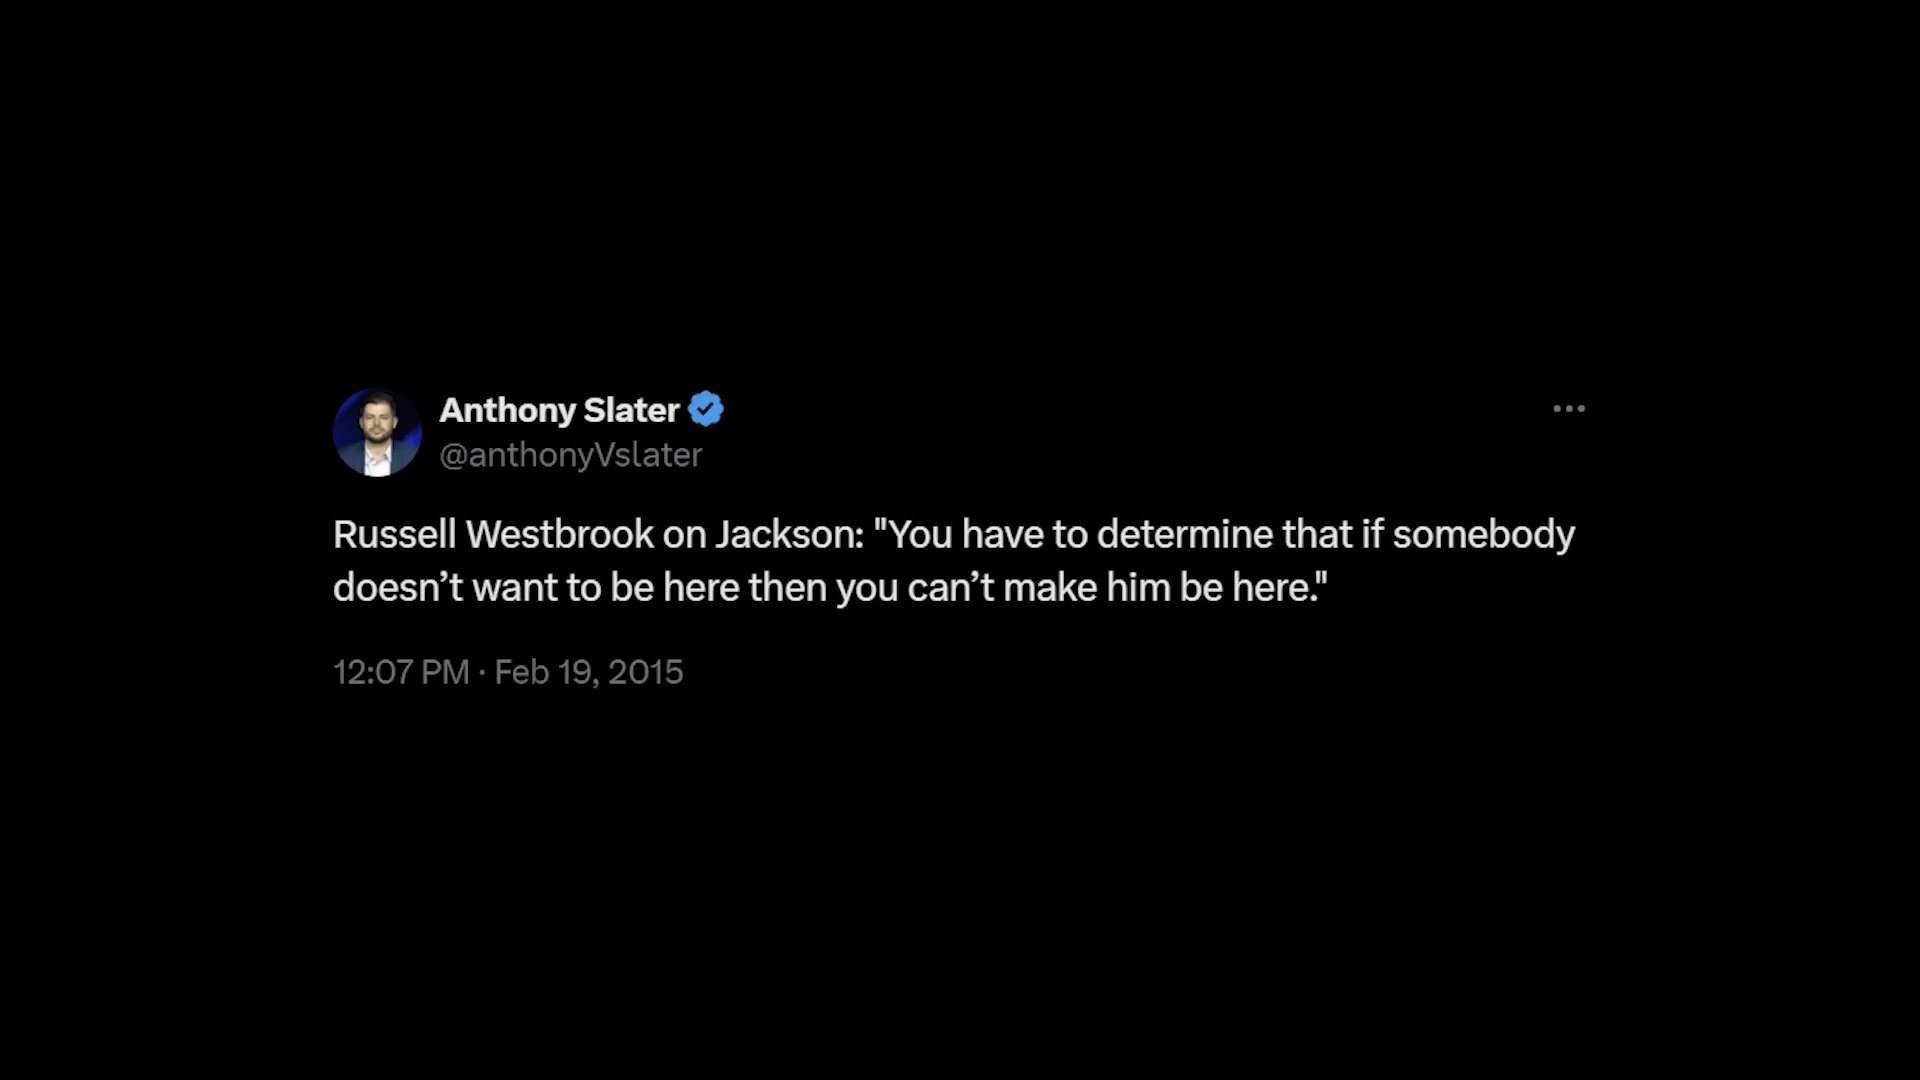 Anthony Slater
@anthonyVslater
Russell Westbrook on Jackson: "You have to determine that if somebody
doesn’t want to be here then you can’t make him be here."
12:07 PM · Feb 19, 2015